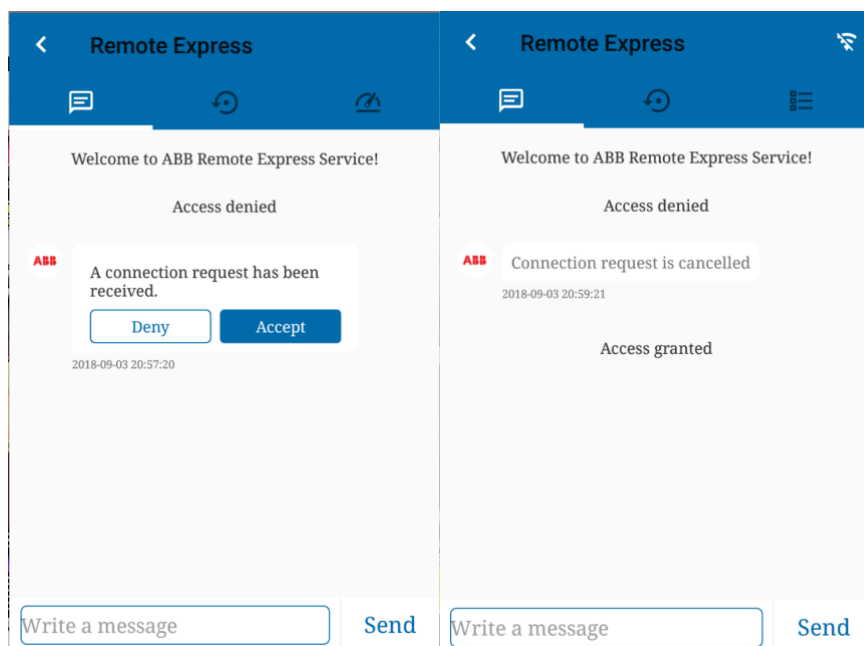 Remote Express
Welcome to ABB Remote Express Service!
Access denied
ABB
A connection request has been
received.
Deny
Accept
2018-09-03 20:57:20
Write a message
Send
Remote Express
Welcome to ABB Remote Express Service!
Access denied
ABB
Connection request is cancelled
2018-09-03 20:59:21
Access granted
Write a message
Send